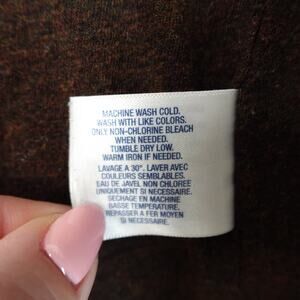 MACHINE WASH COLD.
WASH WITH LIKE COLORS.
ONLY NON-CHLORINE BLEACH
WHEN NEEDED.
TUMBLE DRY LOW.
WARM IRON IF NEEDED.
LAVAGE A 30°. LAVER AVEC
COULEURS SEMBLABLES.
EAU DE JAVEL NON CHLOREE
UNIQUEMENT SI NECESSAIRE.
SECHAGE EN MACHINE
BASSE TEMPÉRATURE.
REPASSER A FER MOYEN
SI NECESSAIRE.